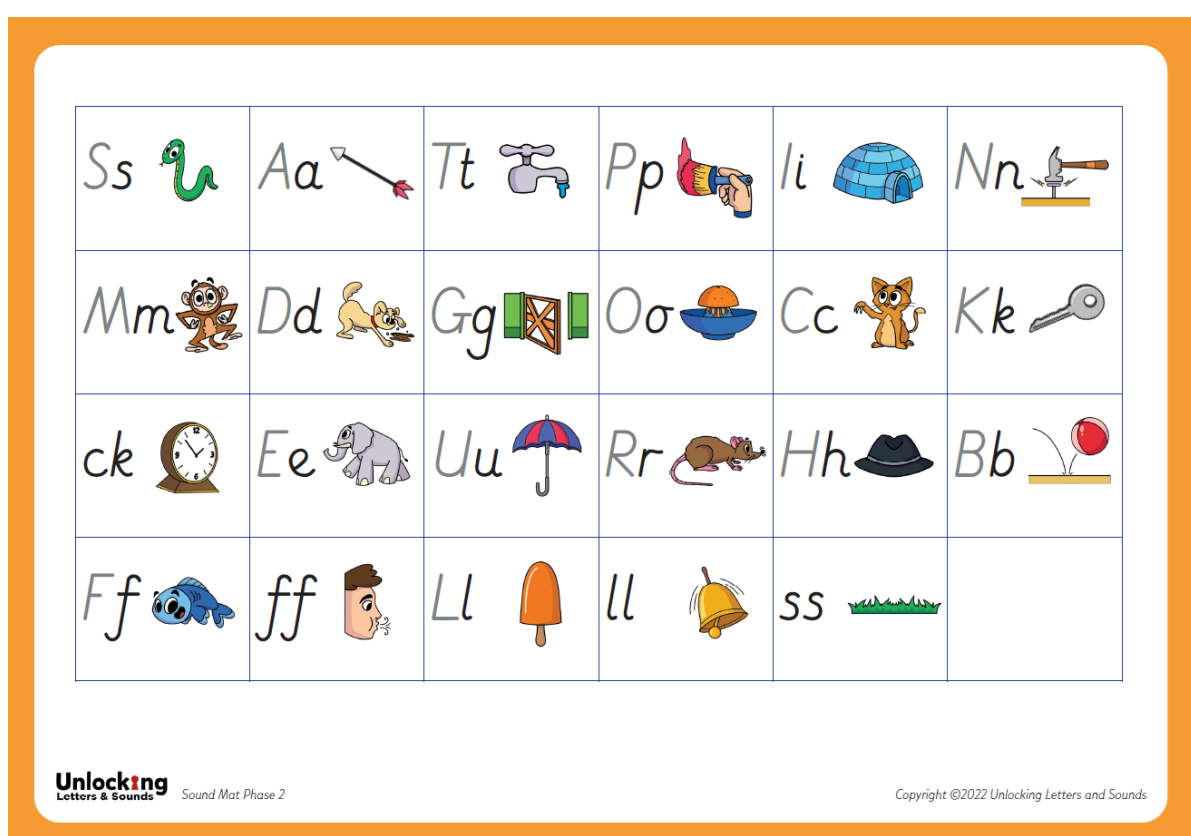 Ss Aa Tt Pp Ii Nn
Mm Dd Gg Oo Cc Kk
ck Ee Uu Rr Hh Bb
Ff ff Ll ll ss
Unlocking
Letters & Sounds
Sound Mat Phase 2
Copyright ©2022 Unlocking Letters and Sounds